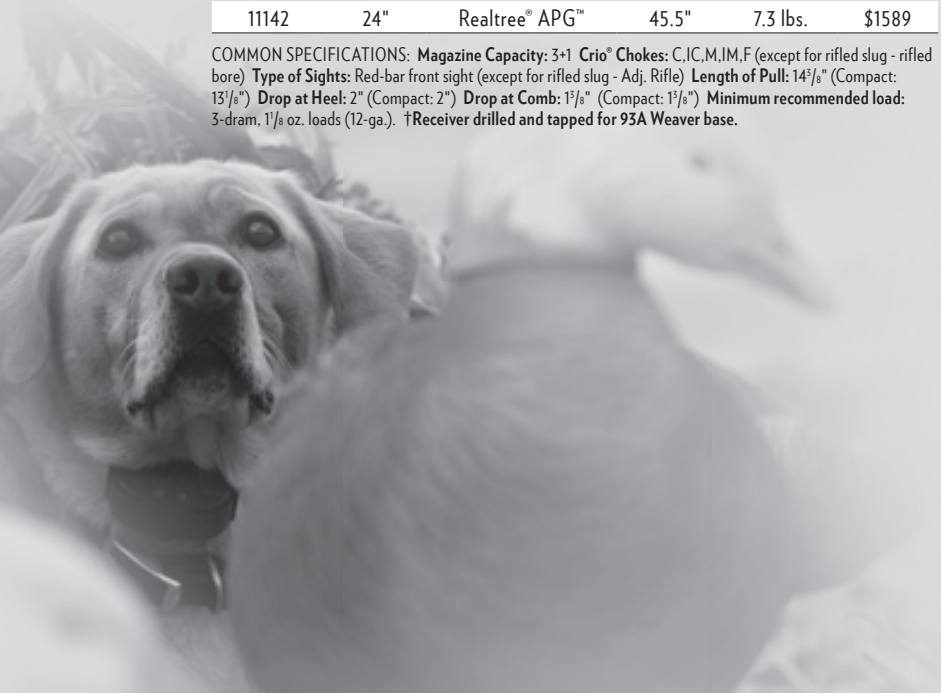 11142 24" Realtree® APG™ 45.5" 7.3 lbs. $1589
COMMON SPECIFICATIONS: Magazine Capacity: 3+1 Crio® Chokes: C,IC,M,IM,F (except for rifled slug - rifled
bore) Type of Sights: Red-bar front sight (except for rifled slug - Adj. Rifle) Length of Pull: 14³/₈" (Compact:
13¹/₈") Drop at Heel: 2" (Compact: 2") Drop at Comb: 1³/₈" (Compact: 1³/₈") Minimum recommended load:
3-dram, 1¹/₈ oz. loads (12-ga.). †Receiver drilled and tapped for 93A Weaver base.